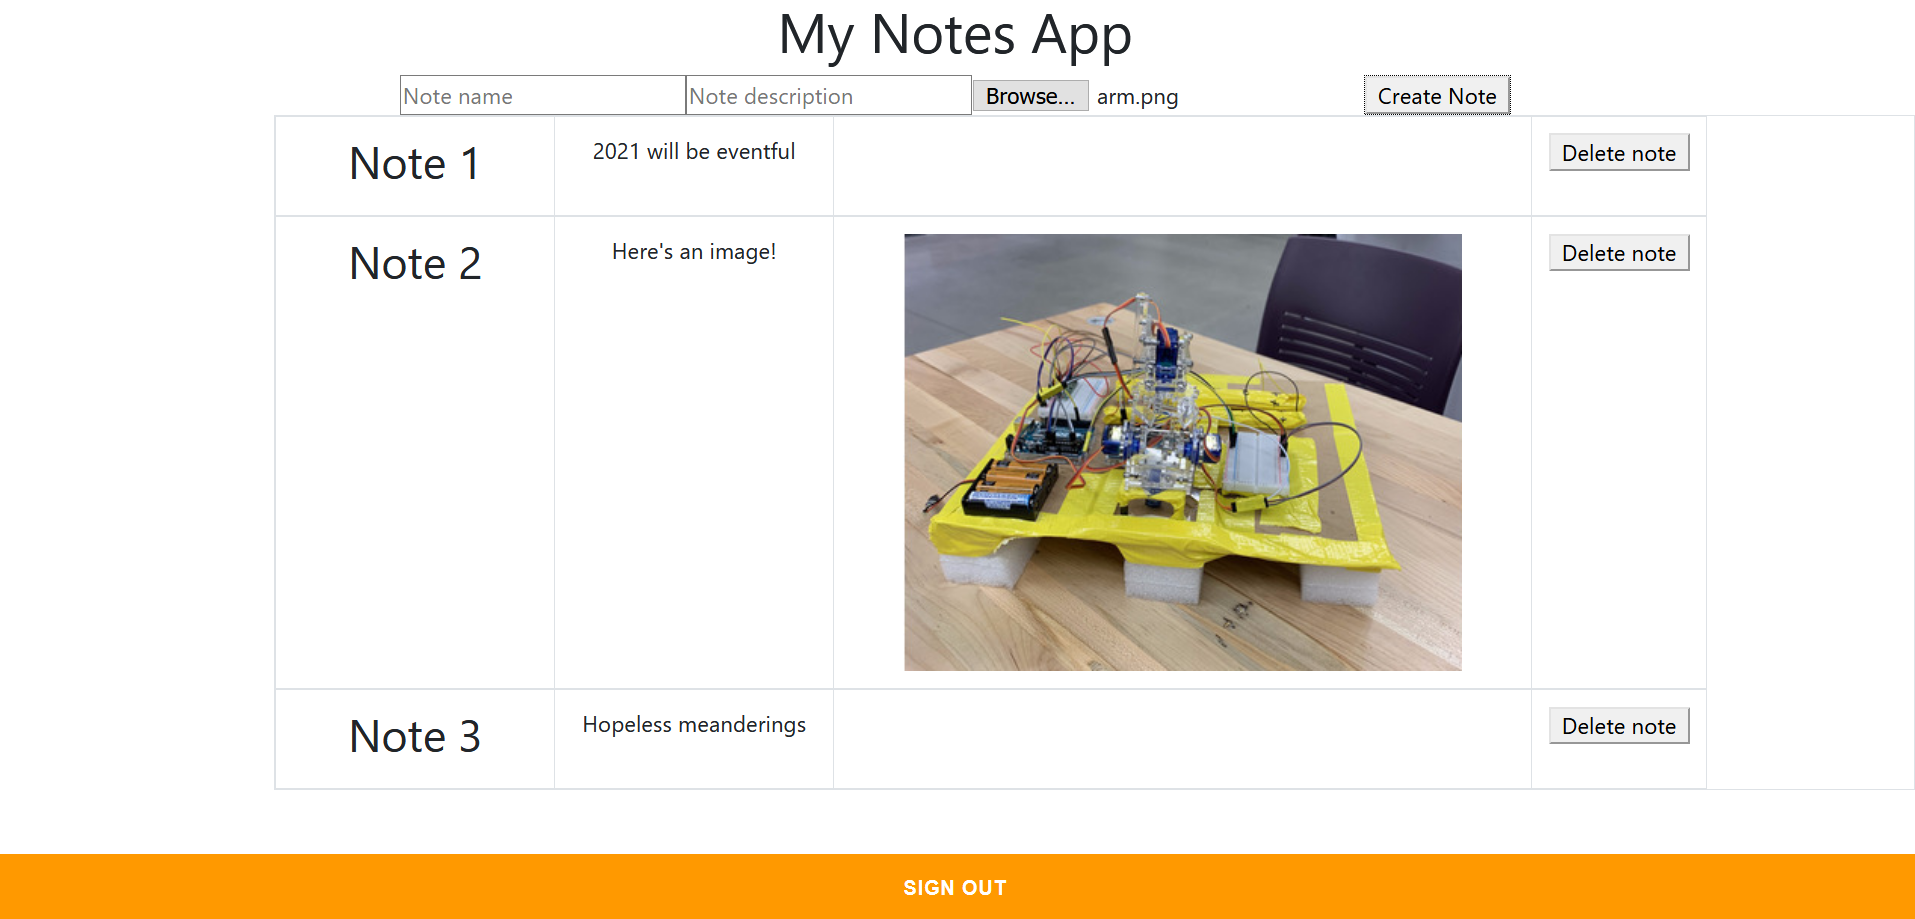 My Notes App
Note name Note description Browse... arm.png Create Note
Note 1 2021 will be eventful Delete note
Note 2 Here's an image! Delete note
Note 3 Hopeless meanderings Delete note
SIGN OUT